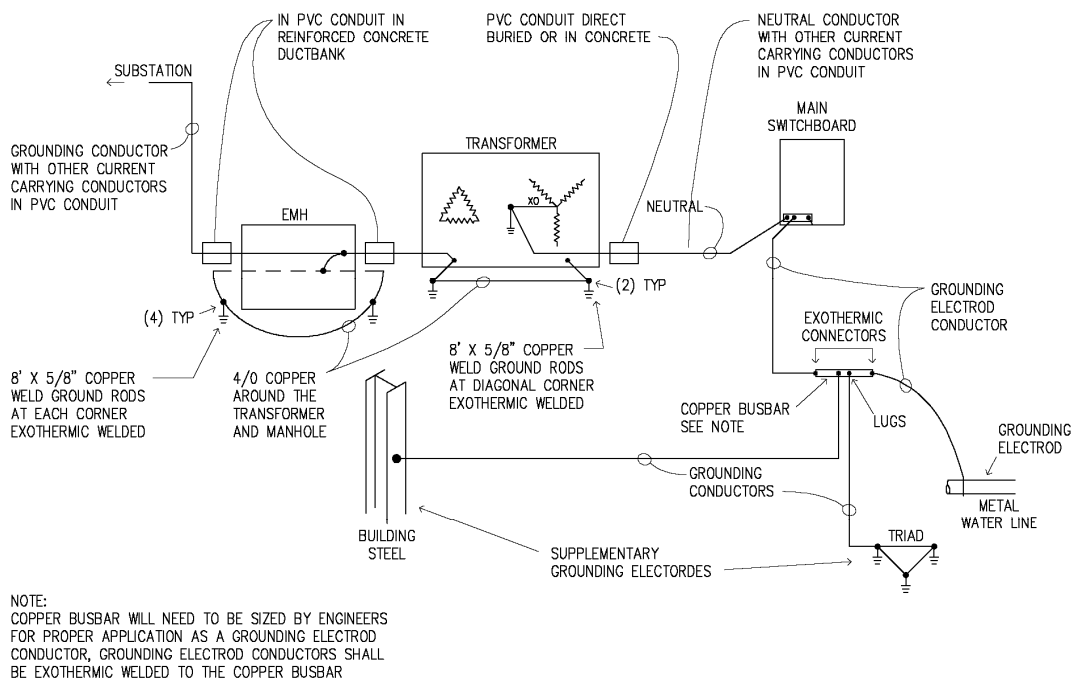 IN PVC CONDUIT IN
REINFORCED CONCRETE
DUCTBANK
PVC CONDUIT DIRECT
BURIED OR IN CONCRETE
NEUTRAL CONDUCTOR
WITH OTHER CURRENT
CARRYING CONDUCTORS
IN PVC CONDUIT
SUBSTATION
MAIN
SWITCHBOARD
GROUNDING CONDUCTOR
WITH OTHER CURRENT
CARRYING CONDUCTORS
IN PVC CONDUIT
TRANSFORMER
XO
NEUTRAL
EMH
(4) TYP
(2) TYP
GROUNDING
ELECTROD
CONDUCTOR
EXOTHERMIC
CONNECTORS
8' X 5/8" COPPER
WELD GROUND RODS
AT EACH CORNER
EXOTHERMIC WELDED
4/0 COPPER
AROUND THE
TRANSFORMER
AND MANHOLE
8' X 5/8" COPPER
WELD GROUND RODS
AT DIAGONAL CORNER
EXOTHERMIC WELDED
COPPER BUSBAR
SEE NOTE
LUGS
GROUNDING
ELECTROD
GROUNDING
CONDUCTORS
METAL
WATER LINE
BUILDING
STEEL
TRIAD
SUPPLEMENTARY
GROUNDING ELECTORDES
NOTE:
COPPER BUSBAR WILL NEED TO BE SIZED BY ENGINEERS
FOR PROPER APPLICATION AS A GROUNDING ELECTROD
CONDUCTOR, GROUNDING ELECTROD CONDUCTORS SHALL
BE EXOTHERMIC WELDED TO THE COPPER BUSBAR